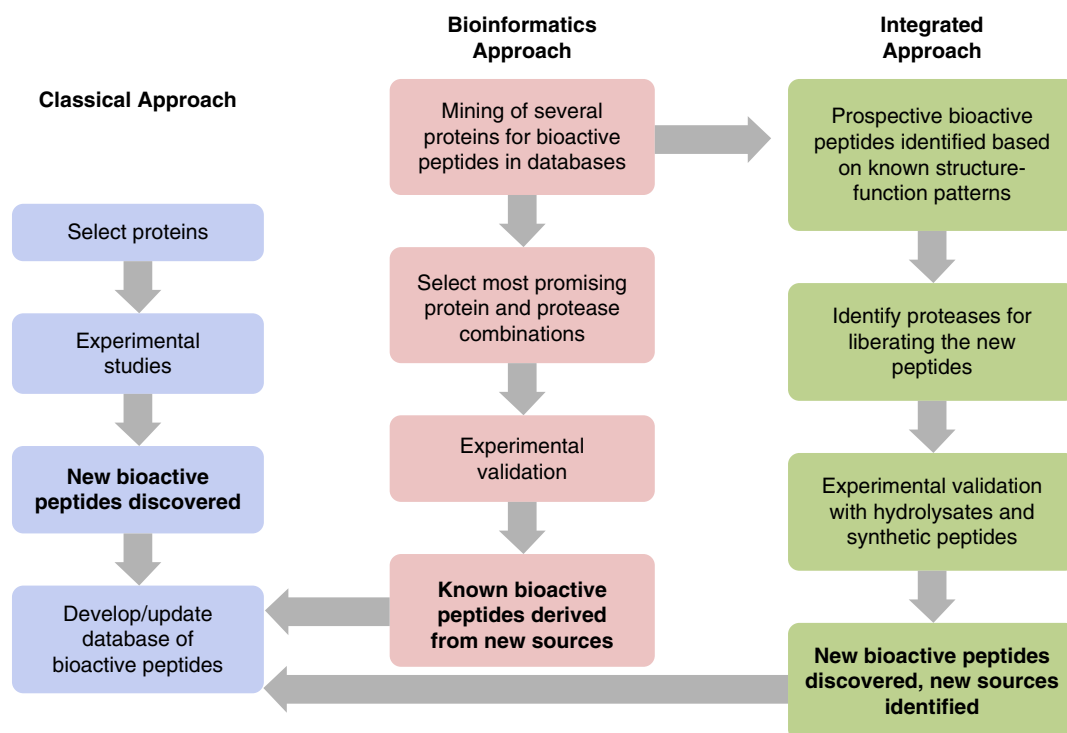 Classical Approach
Select proteins
Experimental
studies
New bioactive
peptides discovered
Develop/update
database of
bioactive peptides
Bioinformatics
Approach
Mining of several
proteins for bioactive
peptides in databases
Select most promising
protein and protease
combinations
Experimental
validation
Known bioactive
peptides derived
from new sources
Integrated
Approach
Prospective bioactive
peptides identified based
on known structure-
function patterns
Identify proteases for
liberating the new
peptides
Experimental validation
with hydrolysates and
synthetic peptides
New bioactive peptides
discovered, new sources
identified